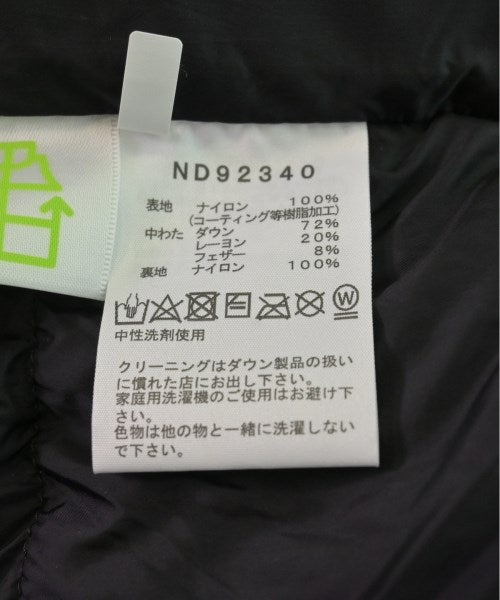 ND92340
表地 ナイロン 100%
(コーティング等樹脂加工)
中わた ダウン 72%
レーヨン 20%
フェザー 8%
裏地 ナイロン 100%
W
中性洗剤使用
クリーニングはダウン製品の扱い
に慣れた店にお出し下さい。
家庭用洗濯機のご使用はお避け下
さい。
色物は他の物と一緒に洗濯しない
で下さい。